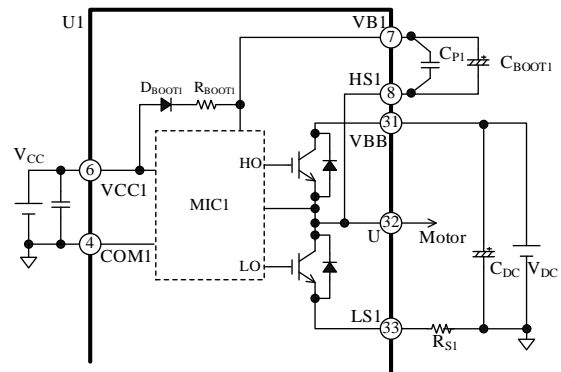 U1
VB1
7
CP1
CBOOT1
DBOOT1
RBOOT1
HS1
8
31
VBB
VCC
6
VCC1
HO
MIC1
32
U
Motor
4
COM1
LO
CDC
VDC
LS1
33
RS1